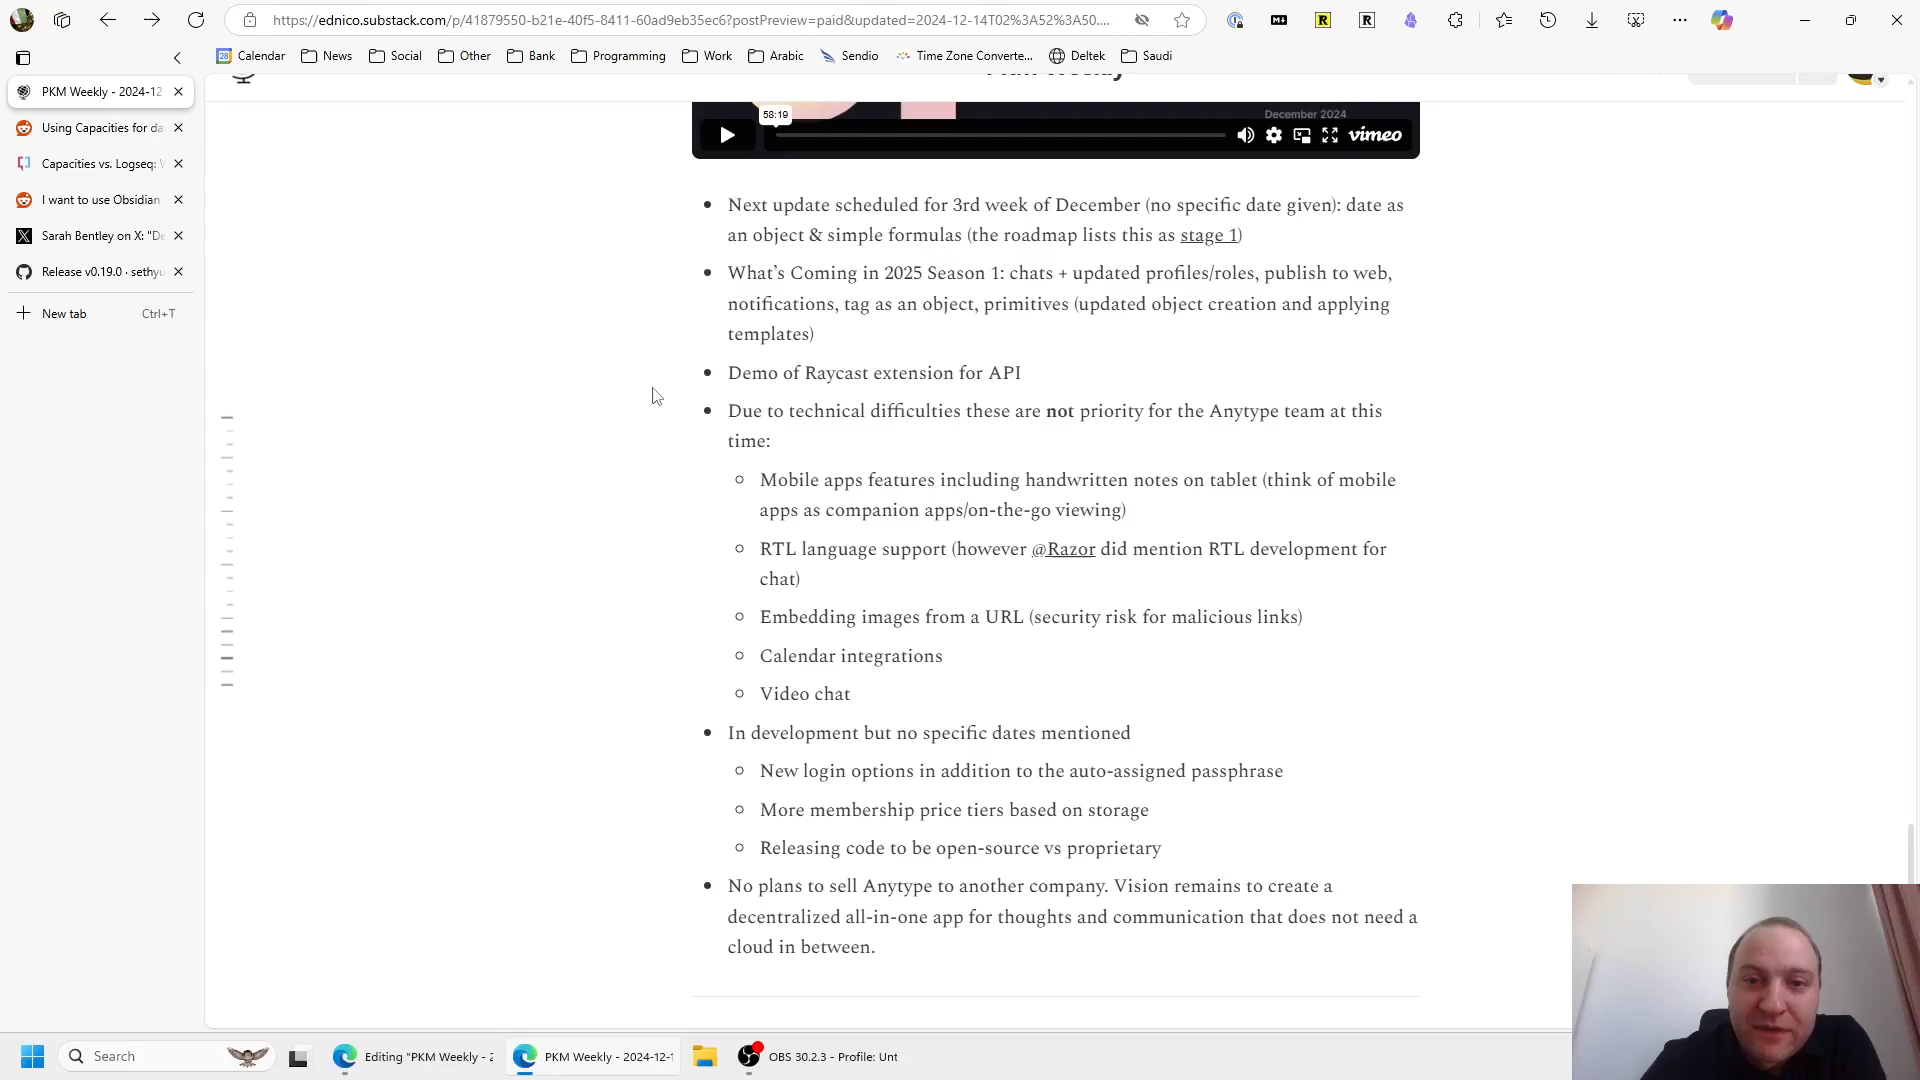 https://ednico.substack.com/p/41879550-b21e-40f5-8411-60ad9eb35ec6?postPreview=paid&updated=2024-12-14T02%3A52%3A50....
Calendar
News
Social
Other
Bank
Programming
Work
Arabic
Sendio
Time Zone Converte...
Deltek
Saudi
PKM Weekly - 2024-12
Using Capacities for da
Capacities vs. Logseq:
I want to use Obsidian
Sarah Bentley on X: "De
Release v0.19.0 · sethyu
New tab
Ctrl+T
December 2024
58:19
vimeo
• Next update scheduled for 3rd week of December (no specific date given): date as
an object & simple formulas (the roadmap lists this as stage 1)
• What’s Coming in 2025 Season 1: chats + updated profiles/roles, publish to web,
notifications, tag as an object, primitives (updated object creation and applying
templates)
• Demo of Raycast extension for API
• Due to technical difficulties these are not priority for the Anytype team at this
time:
◦ Mobile apps features including handwritten notes on tablet (think of mobile
apps as companion apps/on-the-go viewing)
◦ RTL language support (however @Razor did mention RTL development for
chat)
◦ Embedding images from a URL (security risk for malicious links)
◦ Calendar integrations
◦ Video chat
• In development but no specific dates mentioned
◦ New login options in addition to the auto-assigned passphrase
◦ More membership price tiers based on storage
◦ Releasing code to be open-source vs proprietary
• No plans to sell Anytype to another company. Vision remains to create a
decentralized all-in-one app for thoughts and communication that does not need a
cloud in between.
Search
Editing "PKM Weekly - 2
PKM Weekly - 2024-12-1
OBS 30.2.3 - Profile: Unt